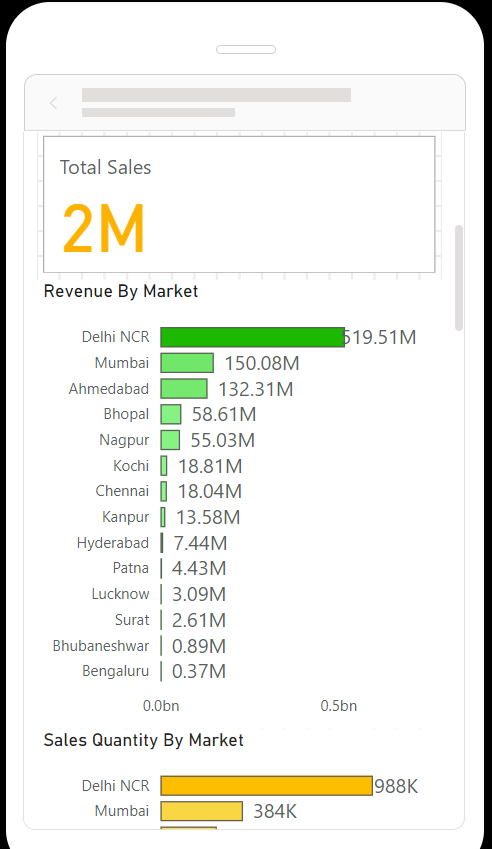 Total Sales
2M
Revenue By Market
Delhi NCR 519.51M
Mumbai 150.08M
Ahmedabad 132.31M
Bhopal 58.61M
Nagpur 55.03M
Kochi 18.81M
Chennai 18.04M
Kanpur 13.58M
Hyderabad 7.44M
Patna 4.43M
Lucknow 3.09M
Surat 2.61M
Bhubaneshwar 0.89M
Bengaluru 0.37M
0.0bn 0.5bn
Sales Quantity By Market
Delhi NCR 988K
Mumbai 384K